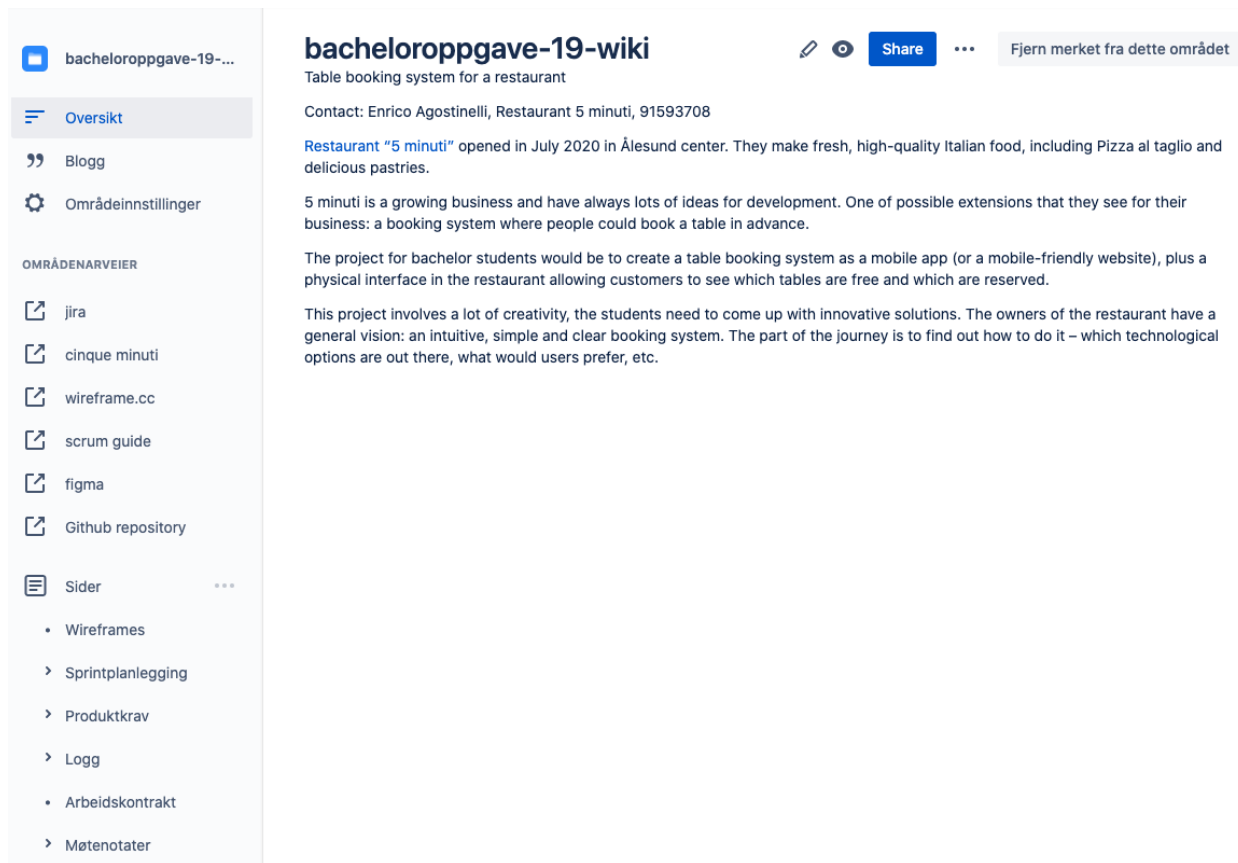 bacheloroppgave-19-...
Oversikt
Blogg
Områdeinnstillinger
OMRÅDENARVEIER
jira
cinque minuti
wireframe.cc
scrum guide
figma
Github repository
Sider
Wireframes
Sprintplanlegging
Produktkrav
Logg
Arbeidskontrakt
Møtenotater
bacheloroppgave-19-wiki
Share
Fjern merket fra dette området
Table booking system for a restaurant
Contact: Enrico Agostinelli, Restaurant 5 minuti, 91593708
Restaurant “5 minuti” opened in July 2020 in Ålesund center. They make fresh, high-quality Italian food, including Pizza al taglio and
delicious pastries.
5 minuti is a growing business and have always lots of ideas for development. One of possible extensions that they see for their
business: a booking system where people could book a table in advance.
The project for bachelor students would be to create a table booking system as a mobile app (or a mobile-friendly website), plus a
physical interface in the restaurant allowing customers to see which tables are free and which are reserved.
This project involves a lot of creativity, the students need to come up with innovative solutions. The owners of the restaurant have a
general vision: an intuitive, simple and clear booking system. The part of the journey is to find out how to do it – which technological
options are out there, what would users prefer, etc.